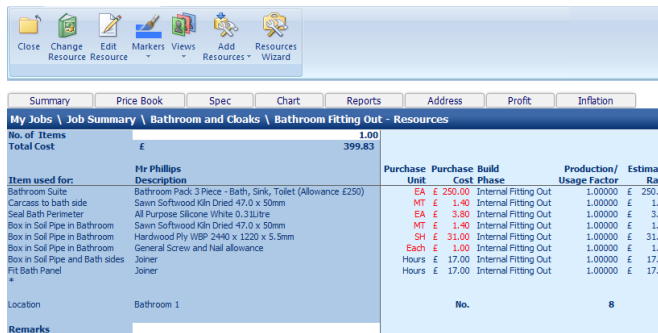 Close Change Resource Edit Resource Markers Views Add Resources Resources Wizard
Summary Price Book Spec Chart Reports Address Profit Inflation
My Jobs \ Job Summary \ Bathroom and Cloaks \ Bathroom Fitting Out - Resources
No. of Items 1.00
Total Cost £ 399.83
Mr Phillips Purchase Purchase Build Production/ Estima
Item used for: Description Unit Cost Phase Usage Factor Ra
Bathroom Suite Bathroom Pack 3 Piece - Bath, Sink, Toilet (Allowance £250) EA £ 250.00 Internal Fitting Out 1.00000 £ 250.
Carcass to bath side Sawn Softwood Kiln Dried 47.0 x 50mm MT £ 1.40 Internal Fitting Out 1.00000 £ 1.
Seal Bath Perimeter All Purpose Silicone White 0.31Litre EA £ 3.80 Internal Fitting Out 1.00000 £ 3.
Box in Soil Pipe in Bathroom Sawn Softwood Kiln Dried 47.0 x 50mm MT £ 1.40 Internal Fitting Out 1.00000 £ 1.
Box in Soil Pipe in Bathroom Hardwood Ply WBP 2440 x 1220 x 5.5mm SH £ 31.00 Internal Fitting Out 1.00000 £ 31.
Box in Soil Pipe in Bathroom General Screw and Nail allowance Each £ 1.00 Internal Fitting Out 1.00000 £ 1.
Box in Soil Pipe and Bath sides Joiner Hours £ 17.00 Internal Fitting Out 1.00000 £ 17.
Fit Bath Panel Joiner Hours £ 17.00 Internal Fitting Out 1.00000 £ 17.
*
Location Bathroom 1 No. 8
Remarks